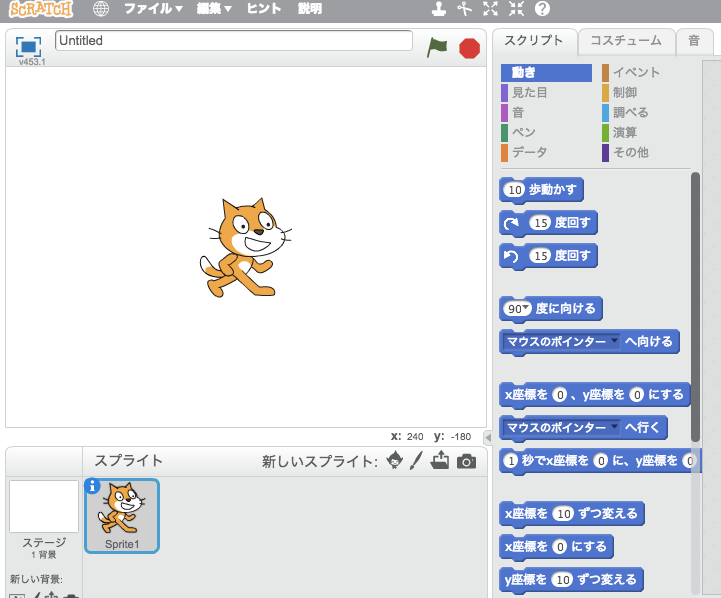 SCRATCH ファイル▼ 編集▼ ヒント 説明
v453.1
Untitled
x: 240 y: -180
スプライト 新しいスプライト:
ステージ
1 背景
新しい背景:
Sprite1
スクリプト コスチューム 音
動き イベント
見た目 制御
音 調べる
ペン 演算
データ その他
10 歩動かす
15 度回す
15 度回す
90▼ 度に向ける
マウスのポインター▼ へ向ける
x座標を 0 、y座標を 0 にする
マウスのポインター▼ へ行く
1 秒でx座標を 0 に、y座標を 0
x座標を 10 ずつ変える
x座標を 0 にする
y座標を 10 ずつ変える